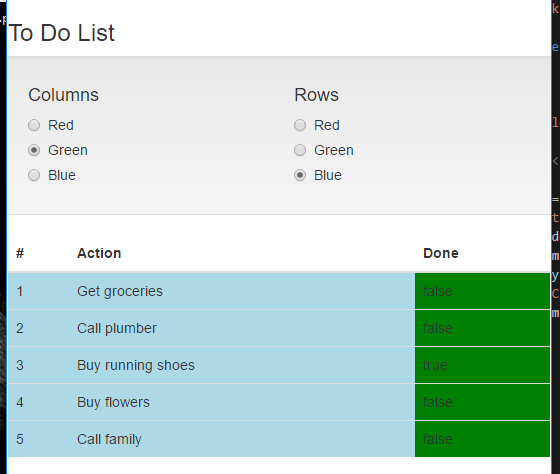 To Do List
Columns Rows
Red Red
Green Green
Blue Blue
# Action Done
1 Get groceries false
2 Call plumber false
3 Buy running shoes true
4 Buy flowers false
5 Call family false